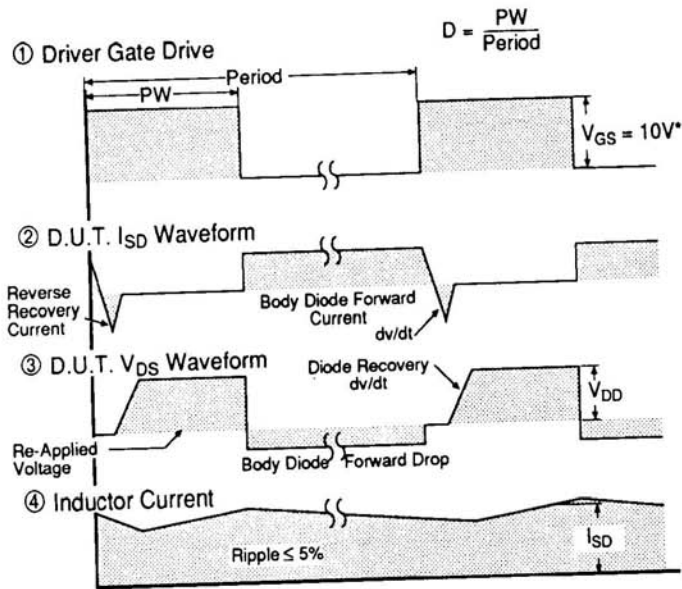 ① Driver Gate Drive
D = PW
Period
Period
PW
V_GS = 10V*
② D.U.T. I_SD Waveform
Reverse
Recovery
Current
Body Diode Forward
Current
dv/dt
③ D.U.T. V_DS Waveform
Diode Recovery
dv/dt
V_DD
Re-Applied
Voltage
Body Diode Forward Drop
④ Inductor Current
Ripple ≤ 5%
I_SD